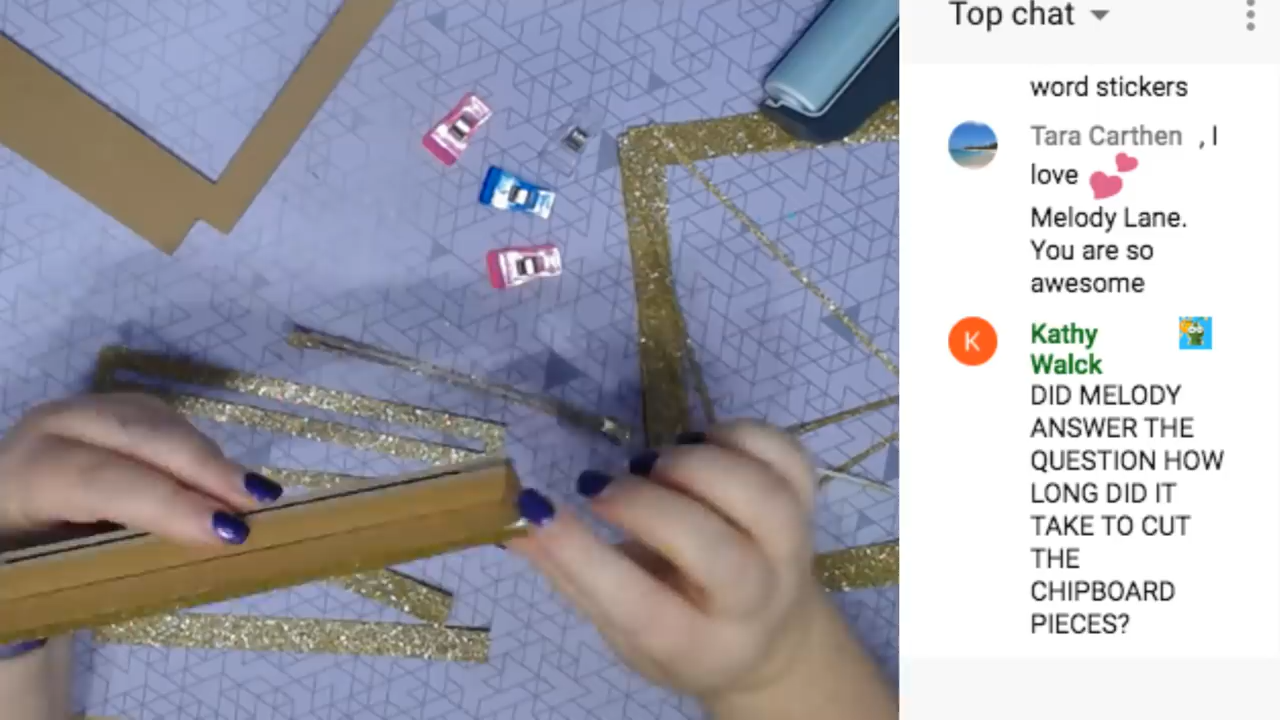 Top chat
word stickers
Tara Carthen , I
love
Melody Lane.
You are so
awesome
K
Kathy
Walck
DID MELODY
ANSWER THE
QUESTION HOW
LONG DID IT
TAKE TO CUT
THE
CHIPBOARD
PIECES?